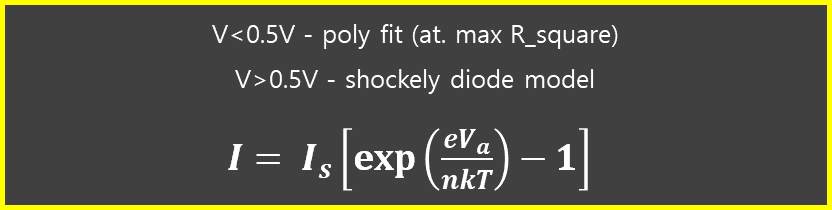 V<0.5V - poly fit (at. max R_square)
V>0.5V - shockely diode model
I = I_s [exp(eV_a/nkT) − 1]